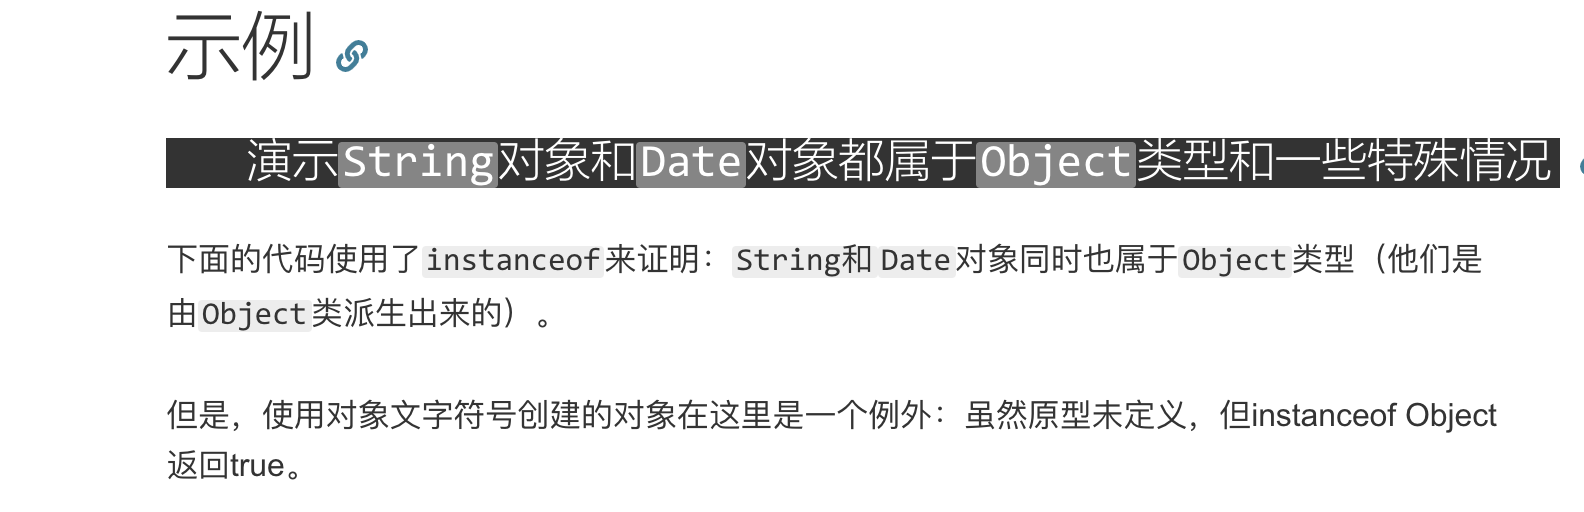 示例
演示String对象和Date对象都属于Object类型和一些特殊情况
下面的代码使用了instanceof来证明：String和Date对象同时也属于Object类型（他们是
由Object类派生出来的）。
但是，使用对象文字符号创建的对象在这里是一个例外：虽然原型未定义，但instanceof Object
返回true。